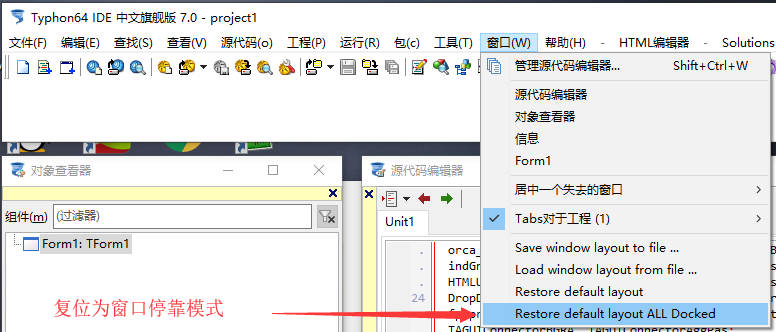 Typhon64 IDE 中文旗舰版 7.0 - project1
文件(F) 编辑(E) 查找(S) 查看(V) 源代码(o) 工程(P) 运行(R) 包(c) 工具(T) 窗口(W) 帮助(H) - HTML编辑器 - Solutions
管理源代码编辑器... Shift+Ctrl+W
源代码编辑器
对象查看器
信息
Form1
居中一个失去的窗口
Tabs对于工程 (1)
Save window layout to file ...
Load window layout from file ...
Restore default layout
Restore default layout ALL Docked
对象查看器
组件(m) (过滤器)
Form1: TForm1
复位为窗口停靠模式
源代码编辑器
Unit1
orca_
indGr
HTMLU
24 DropD